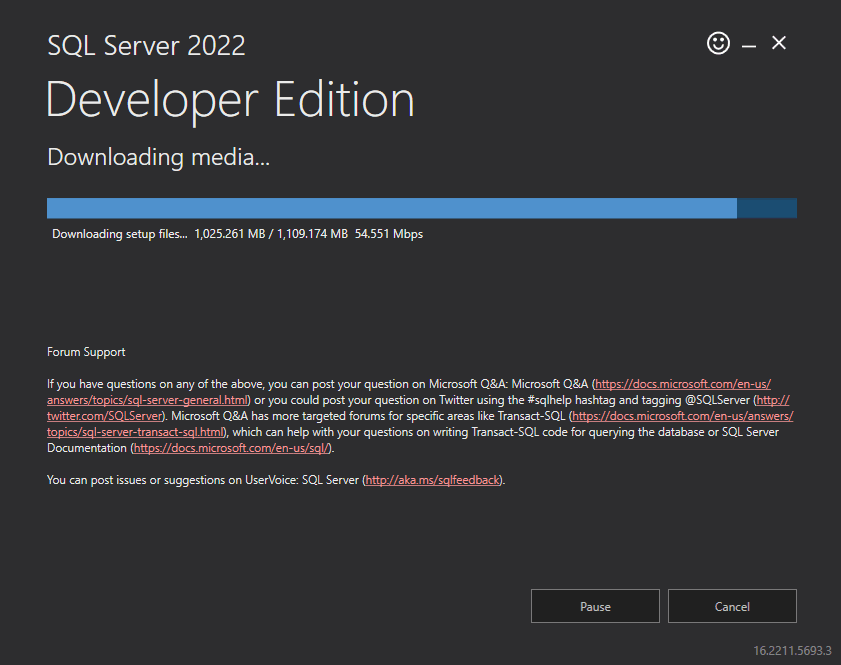 SQL Server 2022
Developer Edition
Downloading media...
Downloading setup files... 1,025.261 MB / 1,109.174 MB 54.551 Mbps
Forum Support
If you have questions on any of the above, you can post your question on Microsoft Q&A: Microsoft Q&A (https://docs.microsoft.com/en-us/
answers/topics/sql-server-general.html) or you could post your question on Twitter using the #sqlhelp hashtag and tagging @SQLServer (http://
twitter.com/SQLServer). Microsoft Q&A has more targeted forums for specific areas like Transact-SQL (https://docs.microsoft.com/en-us/answers/
topics/sql-server-transact-sql.html), which can help with your questions on writing Transact-SQL code for querying the database or SQL Server
Documentation (https://docs.microsoft.com/en-us/sql/).
You can post issues or suggestions on UserVoice: SQL Server (http://aka.ms/sqlfeedback).
Pause
Cancel
16.2211.5693.3